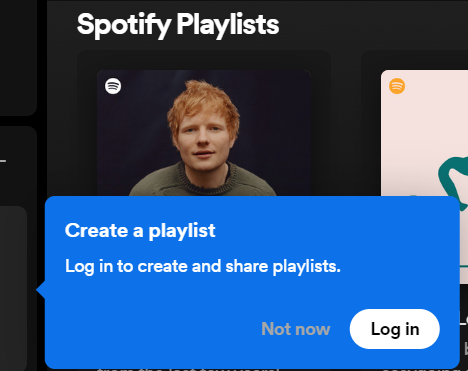 Spotify Playlists
Create a playlist
Log in to create and share playlists.
Not now
Log in